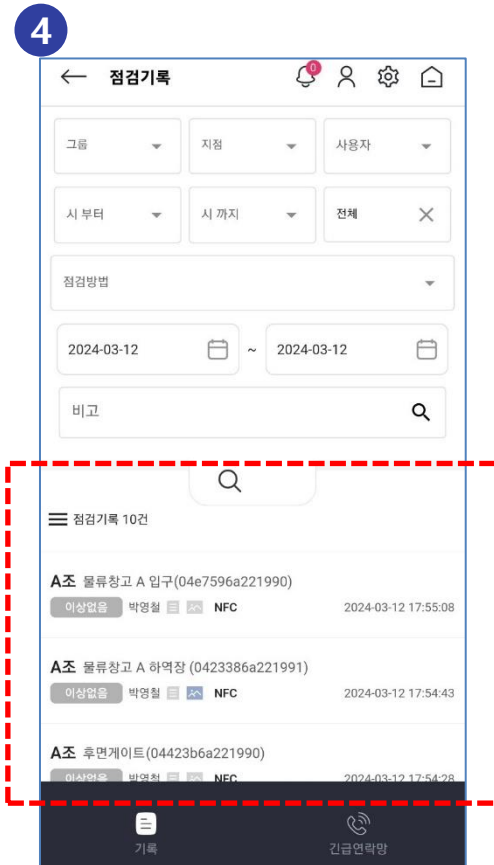 4
점검기록 0
그룹 지점 사용자
시 부터 시 까지 전체
점검방법
2024-03-12 ~ 2024-03-12
비고
점검기록 10건
A조 물류창고 A 입구(04e7596a221990)
이상없음 박영철 NFC 2024-03-12 17:55:08
A조 물류창고 A 하역장 (0423386a221991)
이상없음 박영철 NFC 2024-03-12 17:54:43
A조 후면게이트(04423b6a221990)
이상없음 박영철 NFC 2024-03-12 17:54:28
기록 긴급연락망